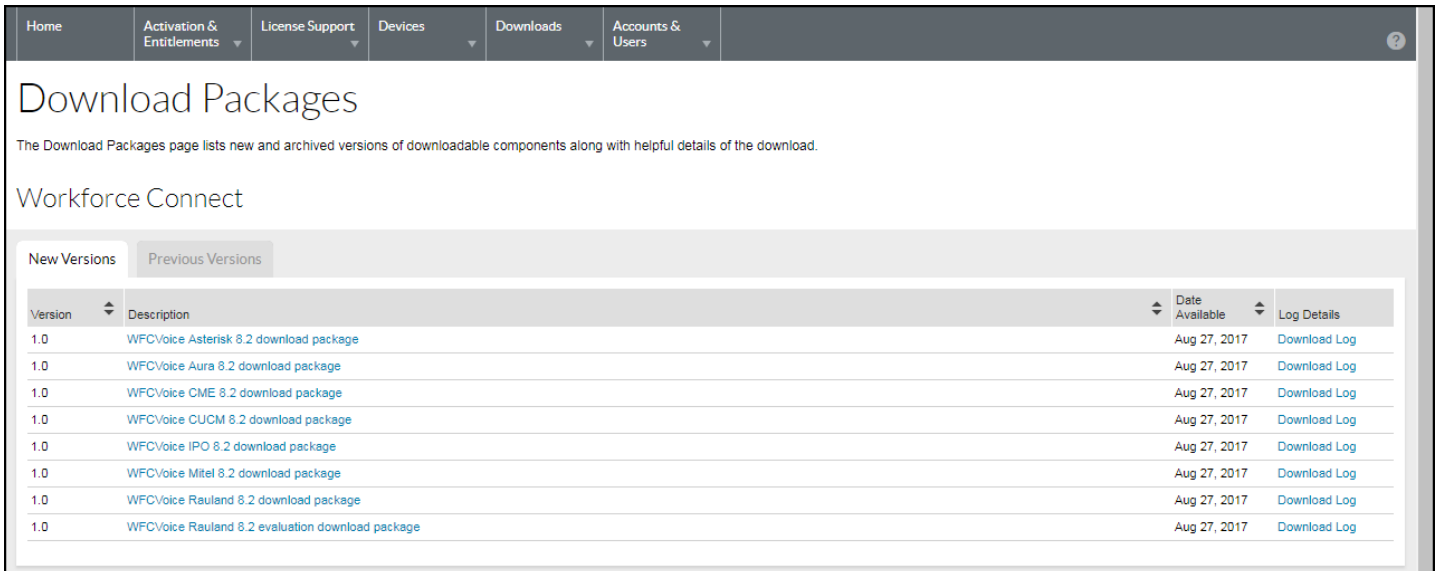 Home Activation & License Support Devices Downloads Accounts &
Entitlements Users ?
Download Packages
The Download Packages page lists new and archived versions of downloadable components along with helpful details of the download.
Workforce Connect
New Versions Previous Versions
Version Description Date Available Log Details
1.0 WFCVoice Asterisk 8.2 download package Aug 27, 2017 Download Log
1.0 WFCVoice Aura 8.2 download package Aug 27, 2017 Download Log
1.0 WFCVoice CME 8.2 download package Aug 27, 2017 Download Log
1.0 WFCVoice CUCM 8.2 download package Aug 27, 2017 Download Log
1.0 WFCVoice IPO 8.2 download package Aug 27, 2017 Download Log
1.0 WFCVoice Mitel 8.2 download package Aug 27, 2017 Download Log
1.0 WFCVoice Rauland 8.2 download package Aug 27, 2017 Download Log
1.0 WFCVoice Rauland 8.2 evaluation download package Aug 27, 2017 Download Log